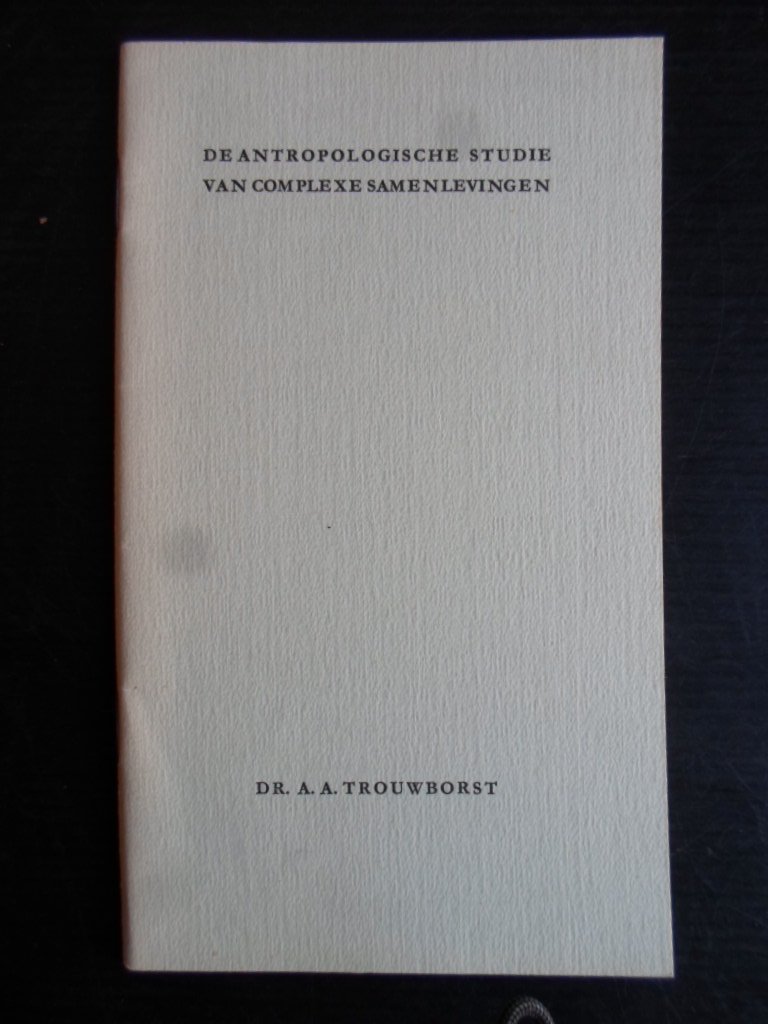 DE ANTROPOLOGISCHE STUDIE
VAN COMPLEXE SAMENLEVINGEN
DR. A. A. TROUWBORST